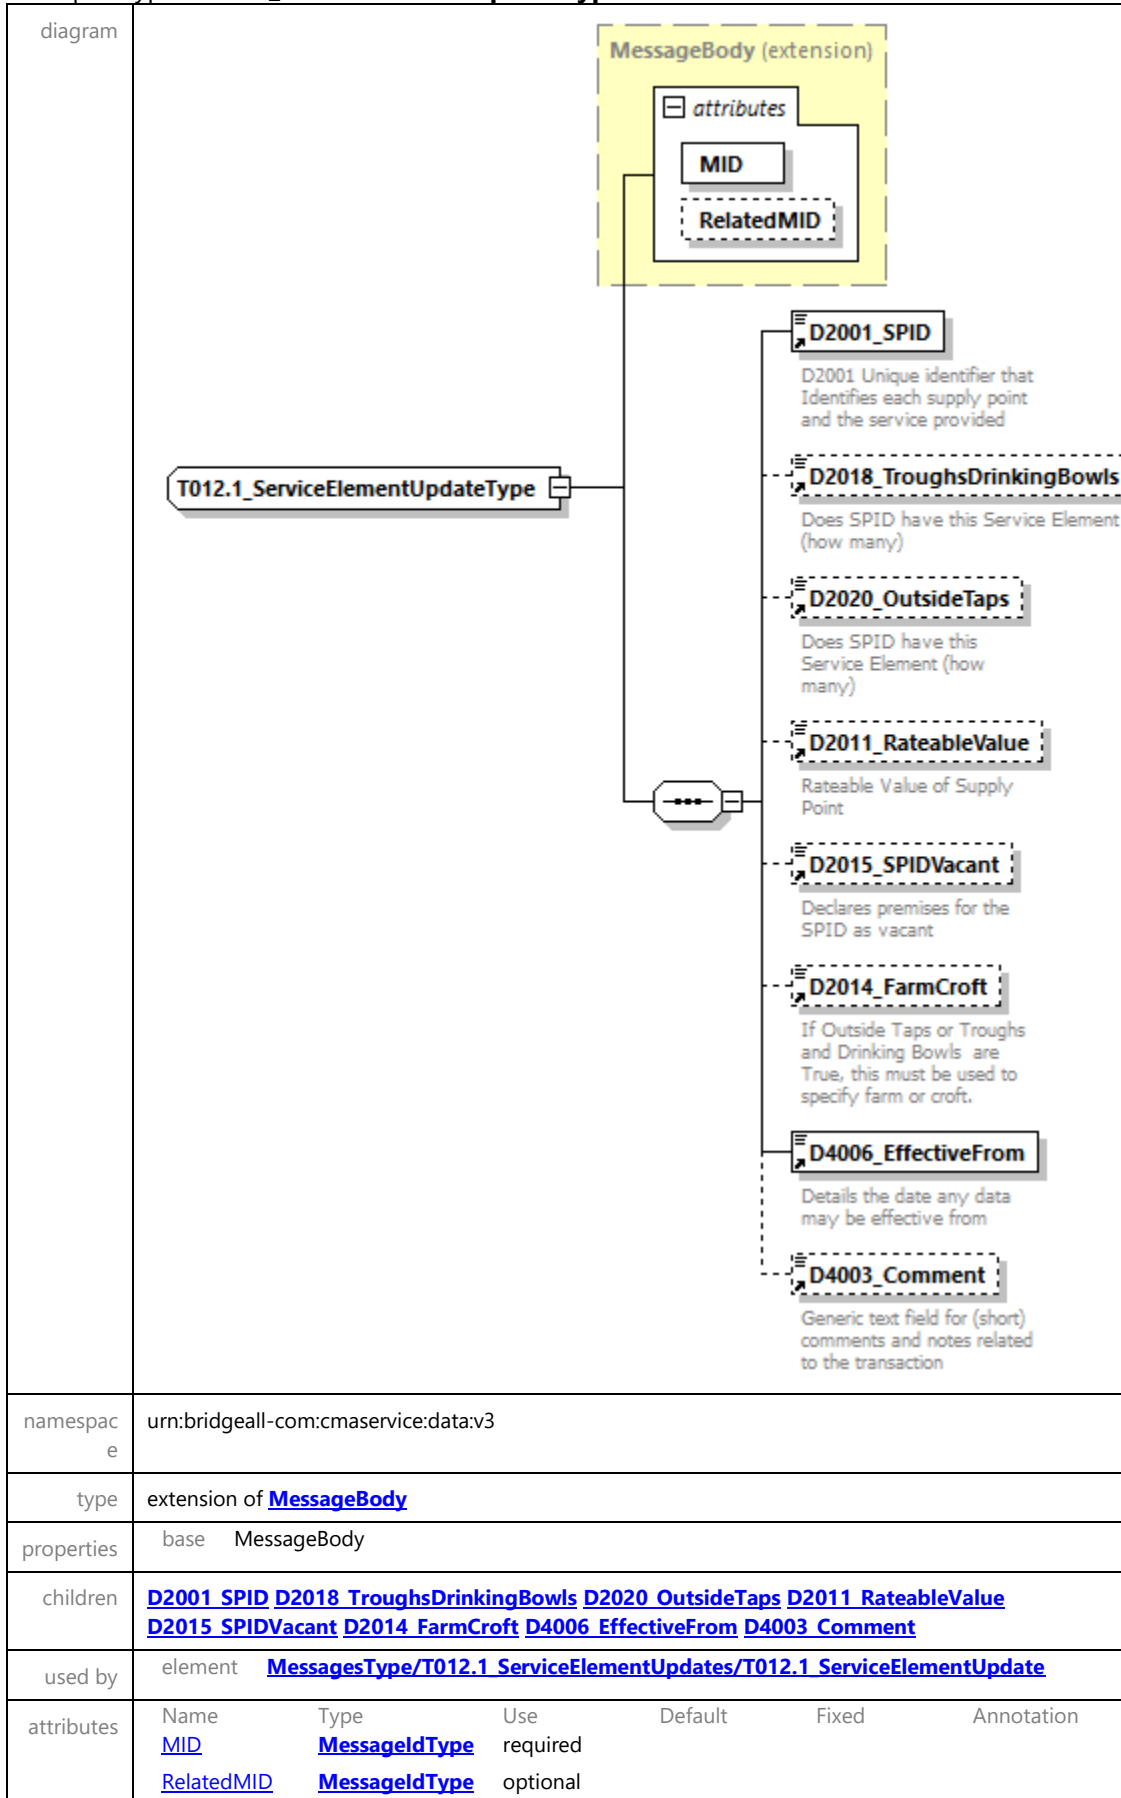 diagram
MessageBody (extension)
attributes
MID
RelatedMID
D2001_SPID
D2001 Unique identifier that
Identifies each supply point
and the service provided
T012.1_ServiceElementUpdateType
D2018_TroughsDrinkingBowls
Does SPID have this Service Element
(how many)
D2020_OutsideTaps
Does SPID have this
Service Element (how
many)
D2011_RateableValue
Rateable Value of Supply
Point
D2015_SPIDVacant
Declares premises for the
SPID as vacant
D2014_FarmCroft
If Outside Taps or Troughs
and Drinking Bowls are
True, this must be used to
specify farm or croft.
D4006_EffectiveFrom
Details the date any data
may be effective from
D4003_Comment
Generic text field for (short)
comments and notes related
to the transaction
namespac
e
urn:bridgeall-com:cmaservice:data:v3
type extension of MessageBody
properties base MessageBody
children D2001_SPID D2018_TroughsDrinkingBowls D2020_OutsideTaps D2011_RateableValue
D2015_SPIDVacant D2014_FarmCroft D4006_EffectiveFrom D4003_Comment
used by element MessagesType/T012.1_ServiceElementUpdates/T012.1_ServiceElementUpdate
attributes Name Type Use Default Fixed Annotation
MID MessageIdType required
RelatedMID MessageIdType optional